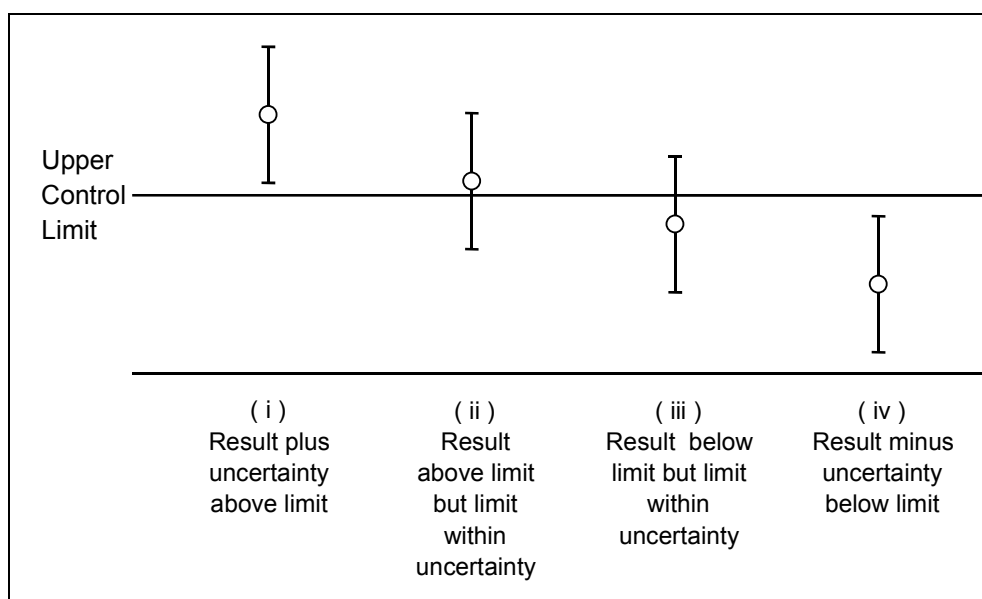 Upper
Control
Limit
( i )
Result plus
uncertainty
above limit
( ii )
Result
above limit
but limit
within
uncertainty
( iii )
Result below
limit but limit
within
uncertainty
( iv )
Result minus
uncertainty
below limit